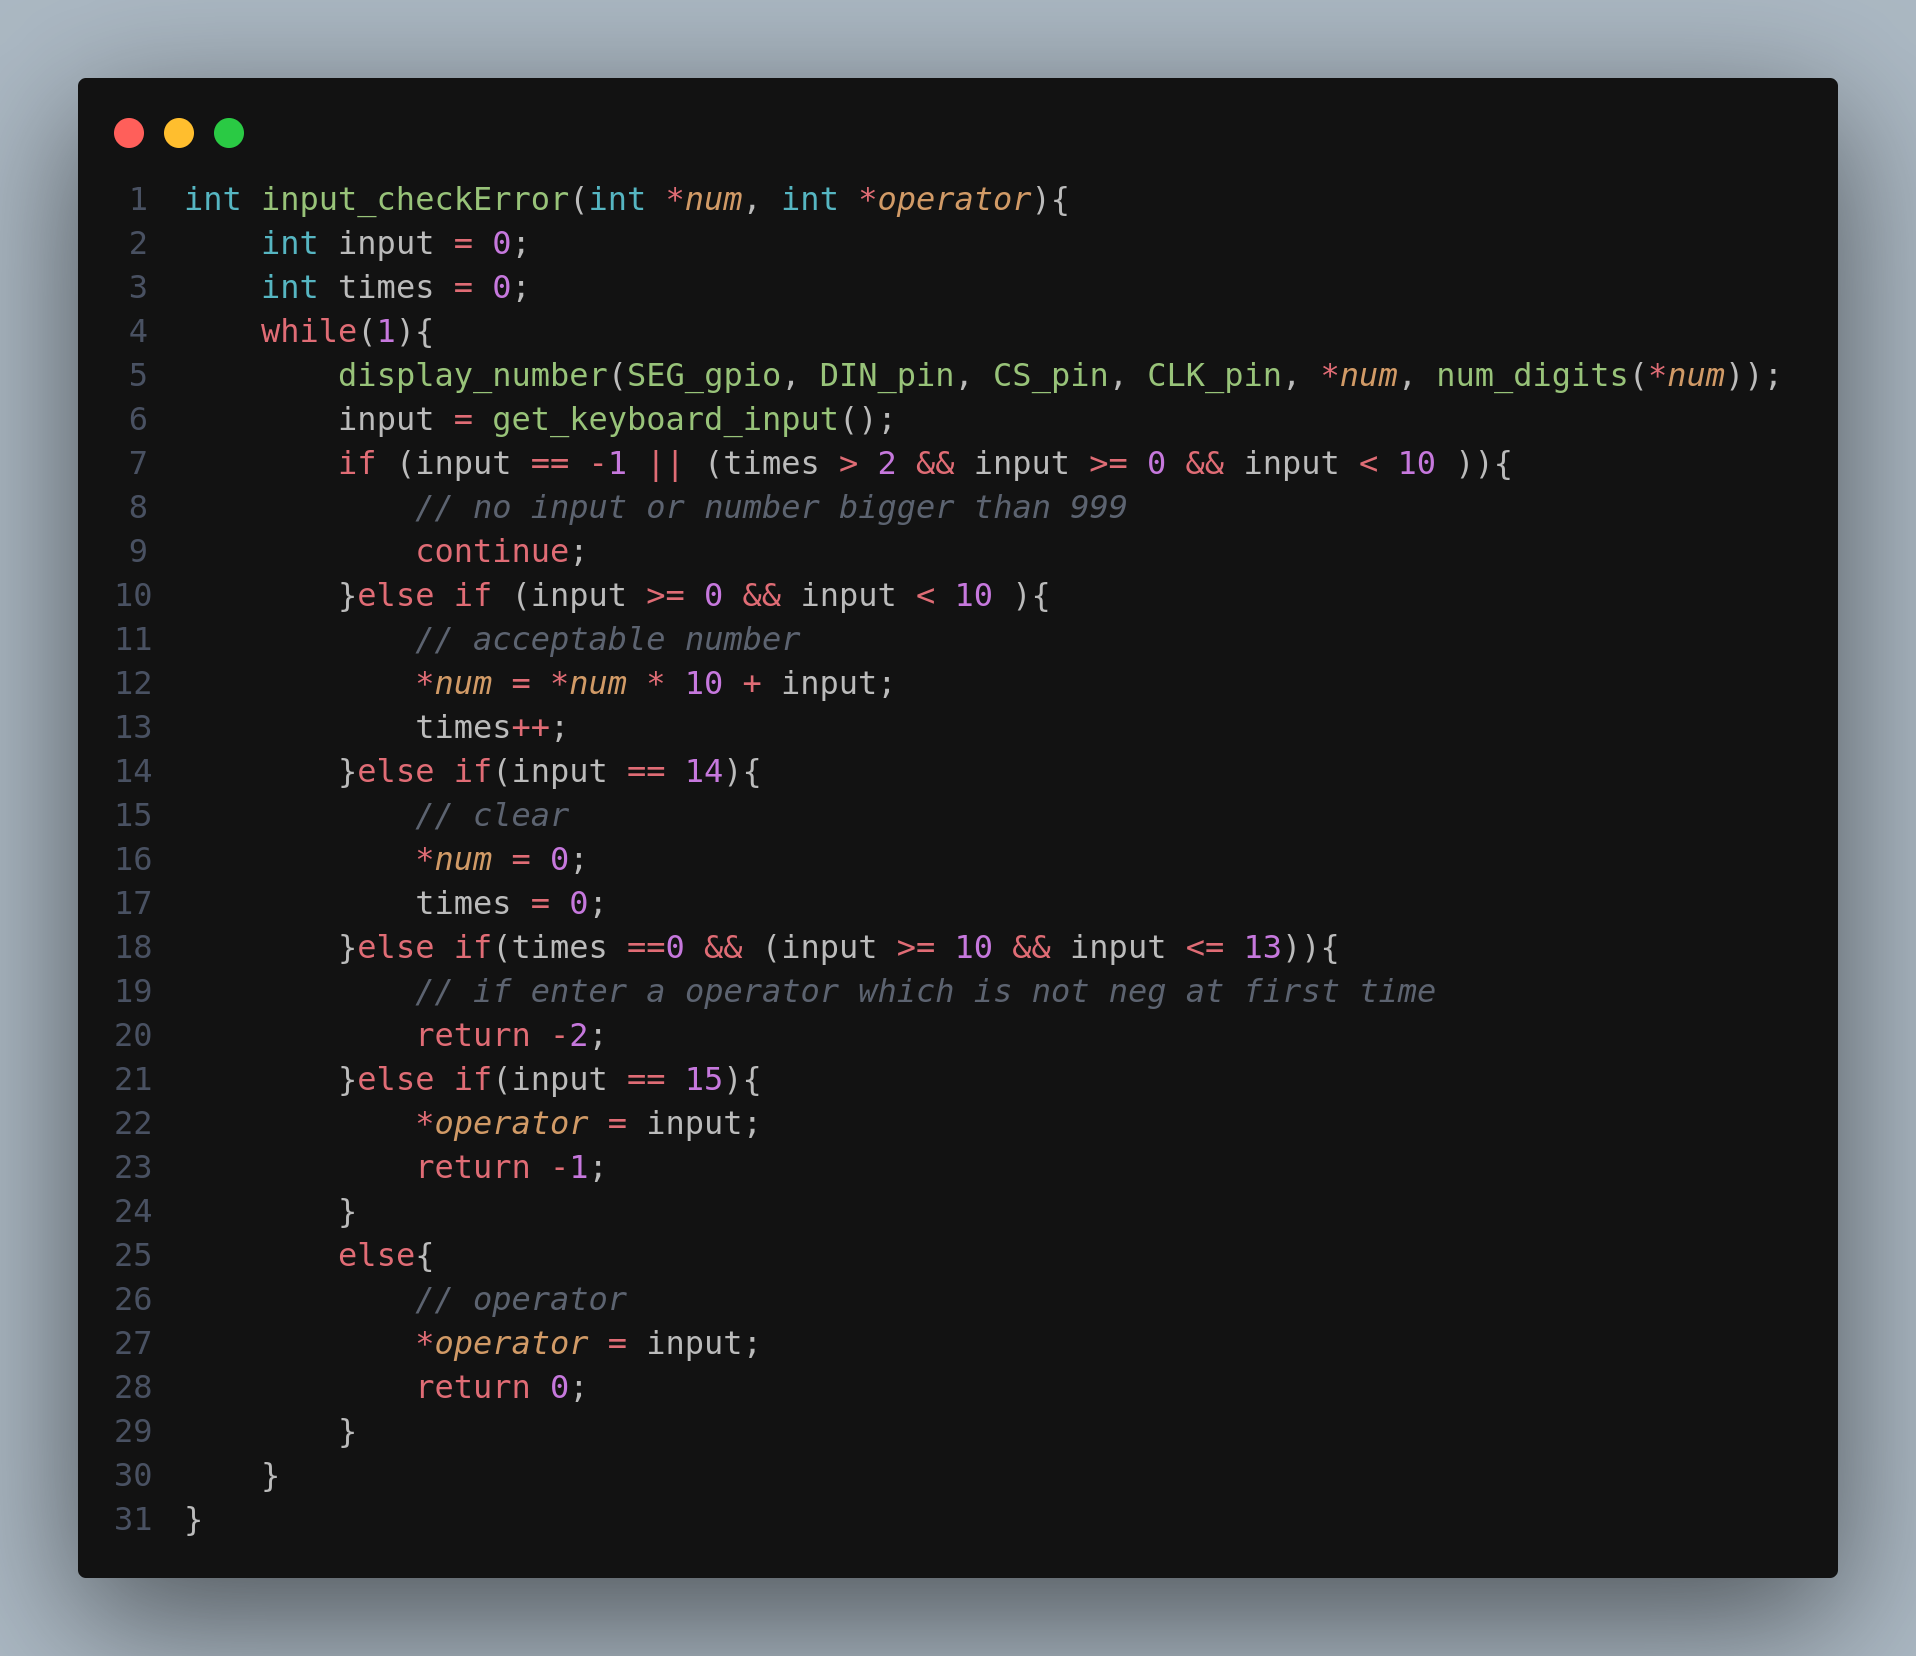 1 int input_checkError(int *num, int *operator){
2     int input = 0;
3     int times = 0;
4     while(1){
5         display_number(SEG_gpio, DIN_pin, CS_pin, CLK_pin, *num, num_digits(*num));
6         input = get_keyboard_input();
7         if (input == -1 || (times > 2 && input >= 0 && input < 10 )){
8             // no input or number bigger than 999
9             continue;
10         }else if (input >= 0 && input < 10 ){
11             // acceptable number
12             *num = *num * 10 + input;
13             times++;
14         }else if(input == 14){
15             // clear
16             *num = 0;
17             times = 0;
18         }else if(times ==0 && (input >= 10 && input <= 13)){
19             // if enter a operator which is not neg at first time
20             return -2;
21         }else if(input == 15){
22             *operator = input;
23             return -1;
24         }
25         else{
26             // operator
27             *operator = input;
28             return 0;
29         }
30     }
31 }